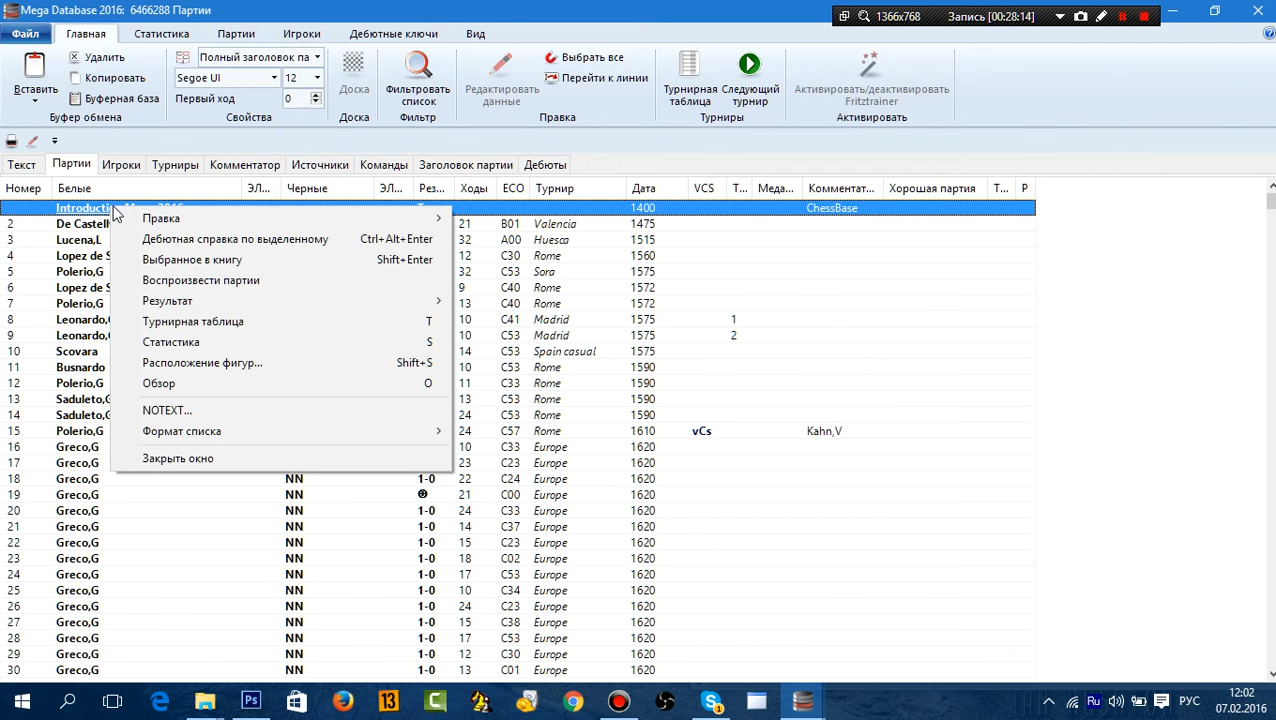 Mega Database 2016: 6466288 Партии
1366x768 Запись [00:28:14]
Файл Главная Статистика Партии Игроки Дебютные ключи Вид
Вставить
Удалить
Копировать
Буферная база
Буфер обмена
Полный заголовок па
Segoe UI 12
Первый ход 0
Свойства
Доска
Доска
Фильтровать список
Фильтр
Редактировать данные
Выбрать все
Перейти к линии
Правка
Турнирная таблица
Следующий турнир
Турниры
Активировать/деактивировать Fritztrainer
Активировать
Текст Партии Игроки Турниры Комментатор Источники Команды Заголовок партии Дебюты
Номер Белые ЭЛ... Черные ЭЛ... Рез... Ходы ECO Турнир Дата VCS Т... Меда... Комментат... Хорошая партия Т... Р
1400 ChessBase
2 21 B01 Valencia 1475
3 Lucena,L 32 A00 Huesca 1515
4 Lopez de S 12 C30 Rome 1560
5 Polerio,G 32 C53 Sora 1575
6 Lopez de S 9 C40 Rome 1572
7 Polerio,G 13 C40 Rome 1572
8 Leonardo, 10 C41 Madrid 1575 1
9 Leonardo, 10 C53 Madrid 1575 2
10 Scovara 14 C53 Spain casual 1575
11 Busnardo 10 C53 Rome 1590
12 Polerio,G 11 C33 Rome 1590
13 Saduleto,G 10 C53 Rome 1590
14 Saduleto,G 24 C53 Rome 1590
15 Polerio,G 24 C57 Rome 1610 vCs Kahn,V
16 Greco,G 10 C33 Europe 1620
17 Greco,G 10 C23 Europe 1620
18 Greco,G NN 1-0 22 C24 Europe 1620
19 Greco,G NN 21 C00 Europe 1620
20 Greco,G NN 1-0 24 C33 Europe 1620
21 Greco,G NN 1-0 14 C37 Europe 1620
22 Greco,G NN 1-0 15 C23 Europe 1620
23 Greco,G NN 1-0 18 C02 Europe 1620
24 Greco,G NN 1-0 17 C53 Europe 1620
25 Greco,G NN 1-0 10 C34 Europe 1620
26 Greco,G NN 1-0 24 C23 Europe 1620
27 Greco,G NN 1-0 15 C38 Europe 1620
28 Greco,G NN 1-0 17 C53 Europe 1620
29 Greco,G NN 1-0 12 C30 Europe 1620
30 Greco,G NN 1-0 13 C01 Europe 1620
Правка
Дебютная справка по выделенному Ctrl+Alt+Enter
Выбранное в книгу Shift+Enter
Воспроизвести партии
Результат
Турнирная таблица T
Статистика S
Расположение фигур... Shift+S
Обзор O
NOTEXT...
Формат списка
Закрыть окно
13 Ru РУС
12:02
07.02.2016